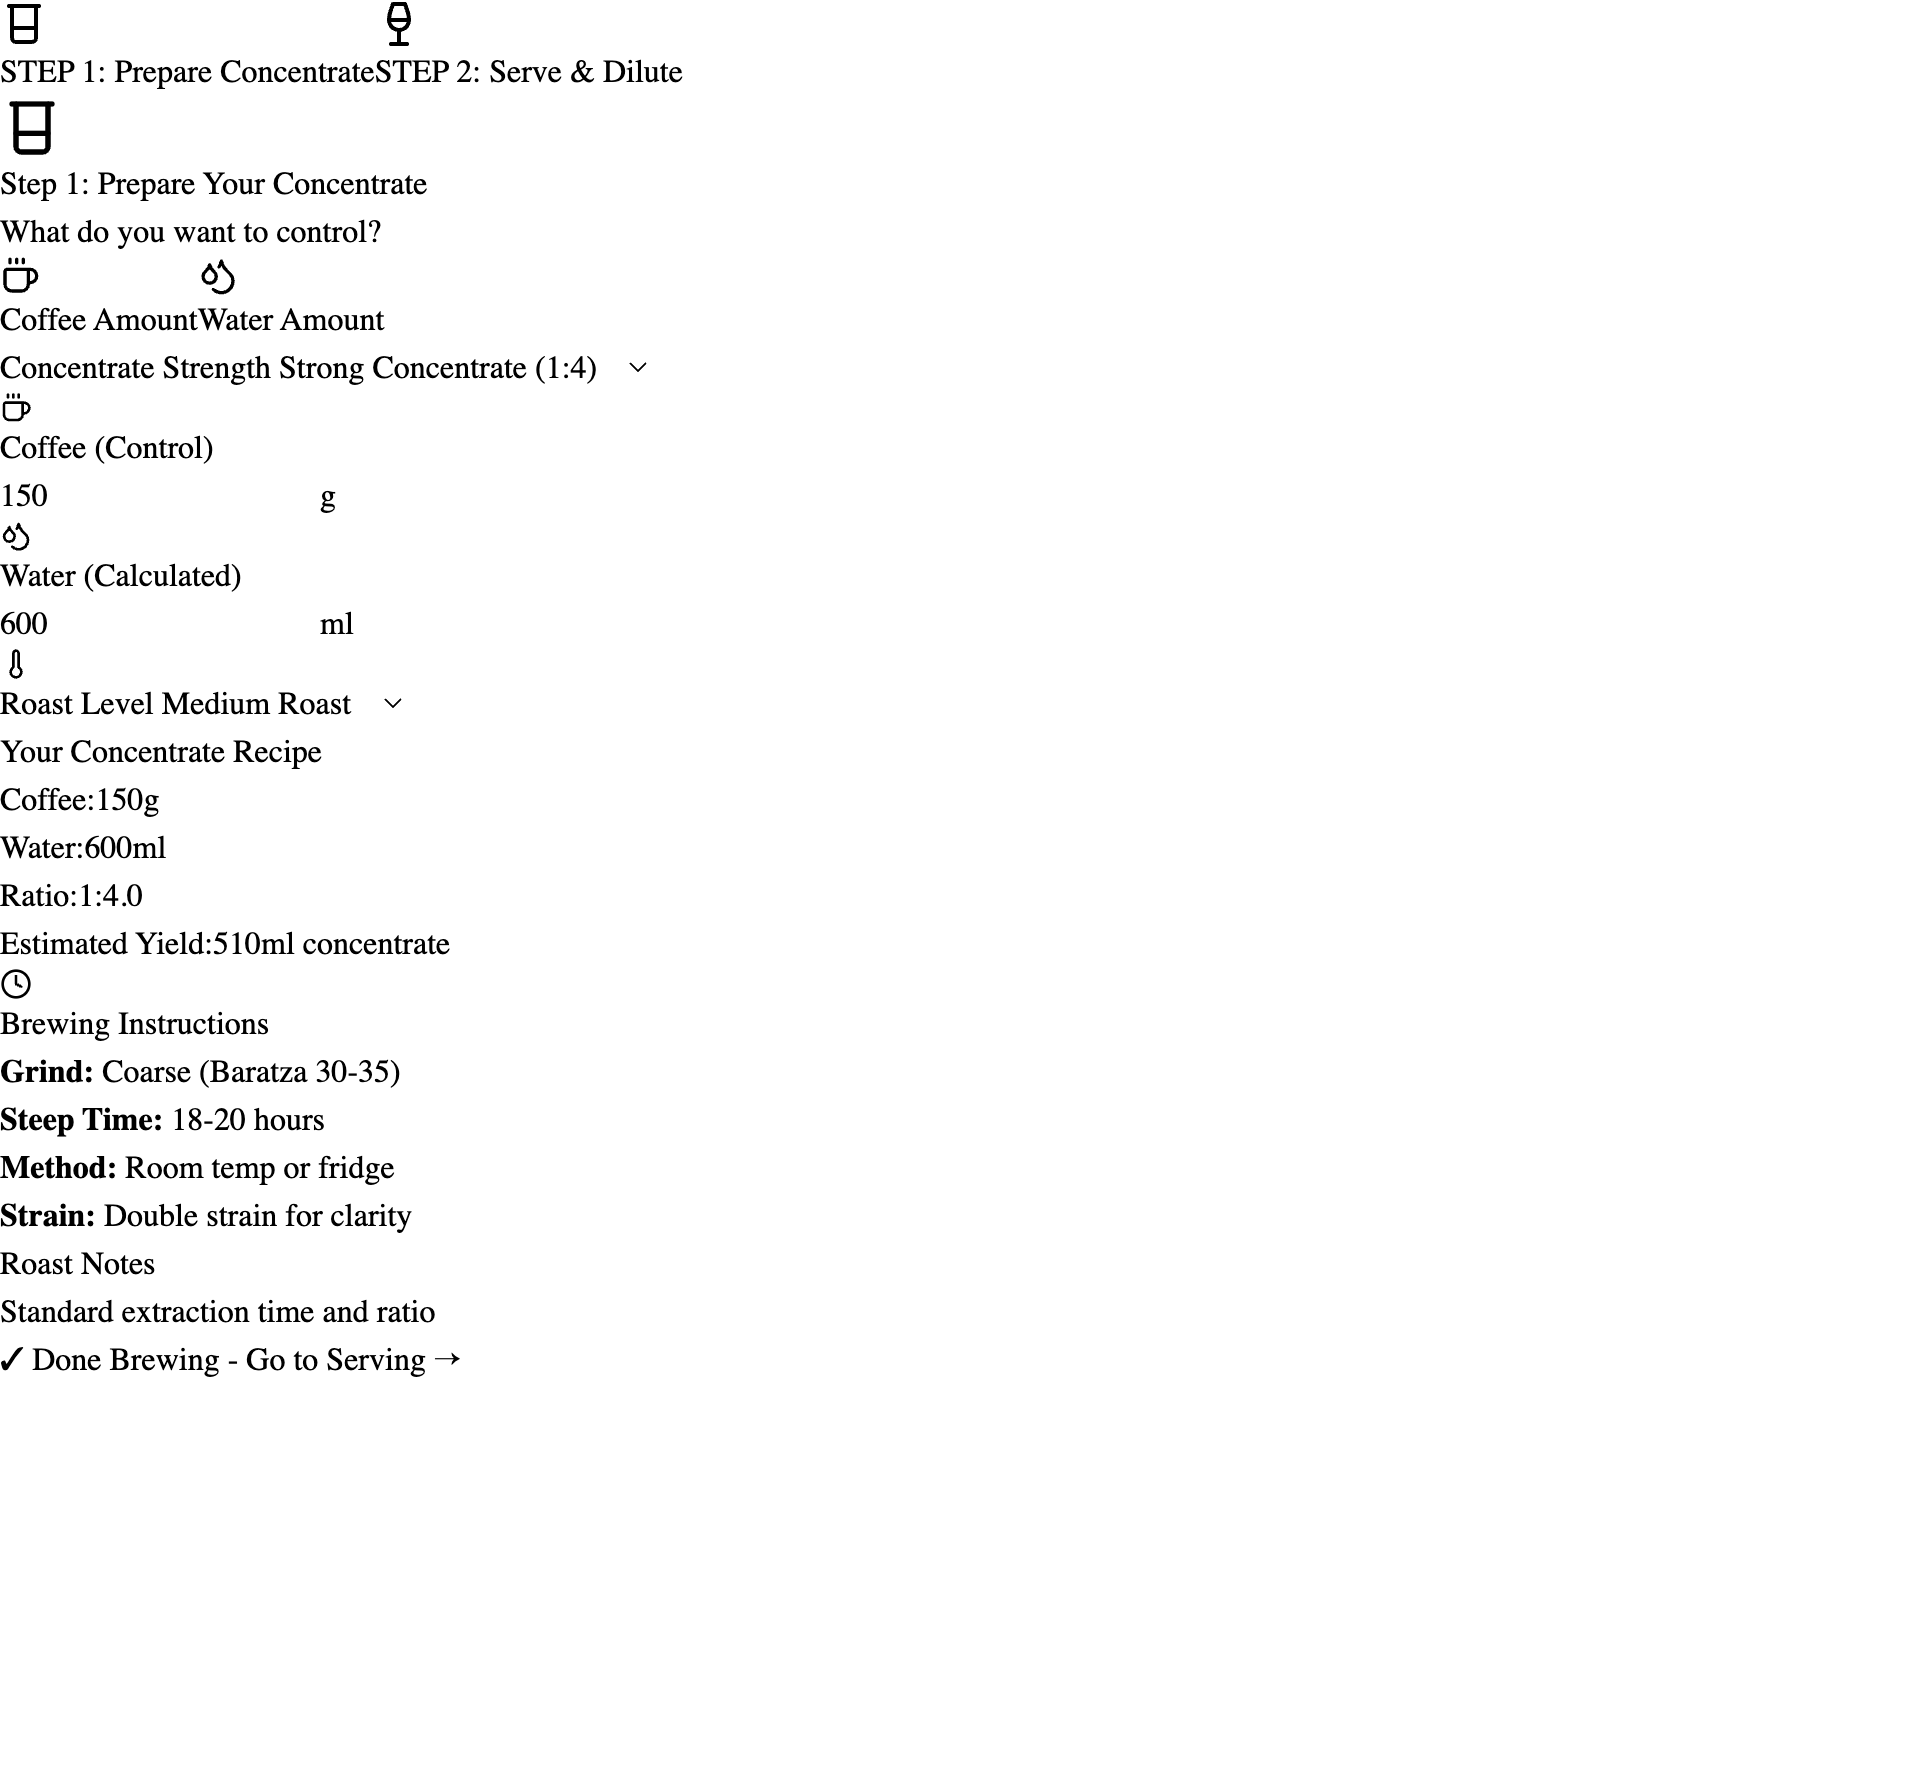 STEP 1: Prepare ConcentrateSTEP 2: Serve & Dilute
Step 1: Prepare Your Concentrate
What do you want to control?
Coffee AmountWater Amount
Concentrate Strength Strong Concentrate (1:4)
Coffee (Control)
150 g
Water (Calculated)
600 ml
Roast Level Medium Roast
Your Concentrate Recipe
Coffee:150g
Water:600ml
Ratio:1:4.0
Estimated Yield:510ml concentrate
Brewing Instructions
Grind: Coarse (Baratza 30-35)
Steep Time: 18-20 hours
Method: Room temp or fridge
Strain: Double strain for clarity
Roast Notes
Standard extraction time and ratio
✓ Done Brewing - Go to Serving →